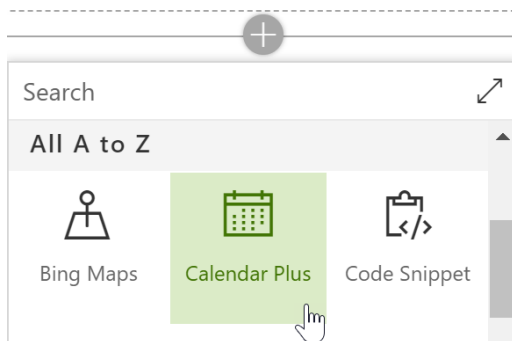 Search
All A to Z
Bing Maps
Calendar Plus
Code Snippet